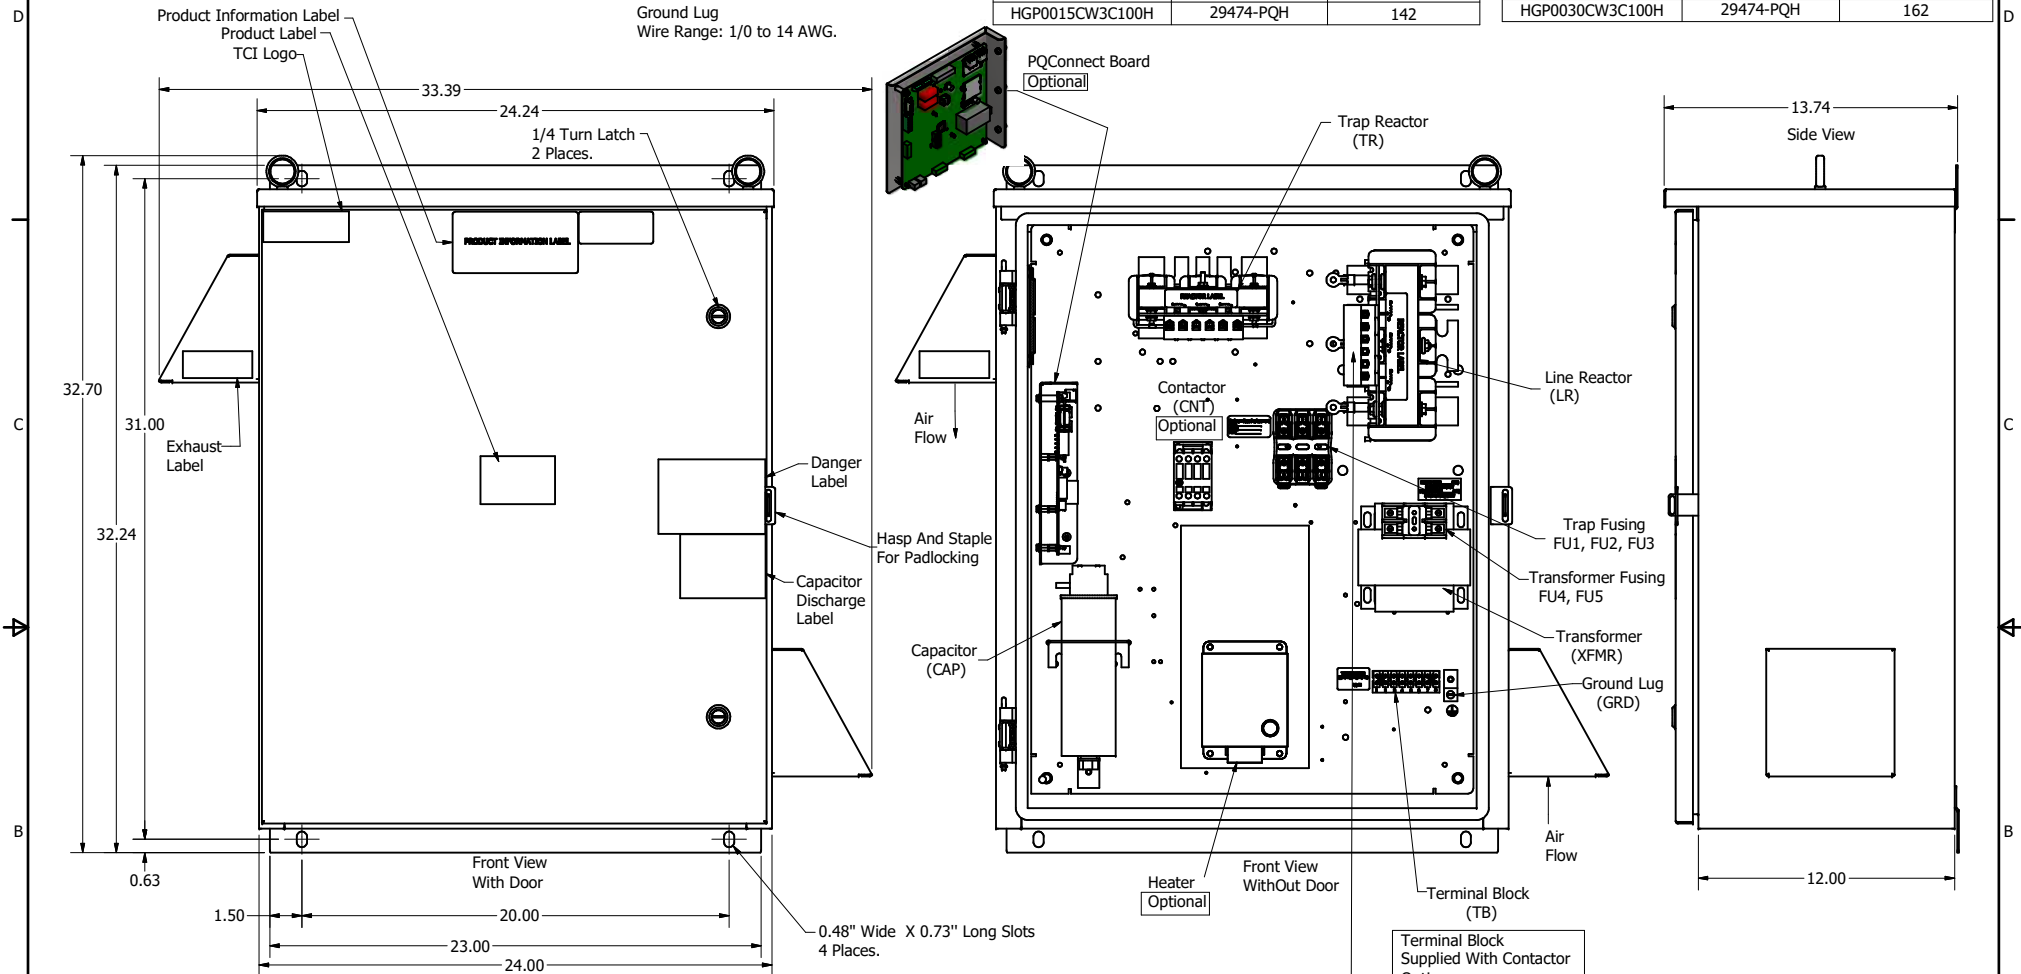 D
Product Information Label
Product Label
TCI Logo
Ground Lug
Wire Range: 1/0 to 14 AWG.
HGP0015CW3C100H 29474-PQH 142
HGP0030CW3C100H 29474-PQH 162
D
PQConnect Board
Optional
33.39
24.24
1/4 Turn Latch
2 Places.
Trap Reactor
(TR)
13.74
Side View
PRODUCT INFORMATION LABEL
REACTOR LABEL
REACTOR LABEL
32.70
31.00
32.24
C
Exhaust
Label
Air
Flow
Contactor
(CNT)
Optional
Line Reactor
(LR)
C
Danger
Label
Hasp And Staple
For Padlocking
Capacitor
Discharge
Label
Trap Fusing
FU1, FU2, FU3
Transformer Fusing
FU4, FU5
Transformer
(XFMR)
Capacitor
(CAP)
Ground Lug
(GRD)
B
Air
Flow
B
0.63
Front View
With Door
Heater
Optional
Front View
WithOut Door
Terminal Block
(TB)
12.00
1.50
20.00
0.48" Wide X 0.73" Long Slots
4 Places.
23.00
24.00
Terminal Block
Supplied With Contactor